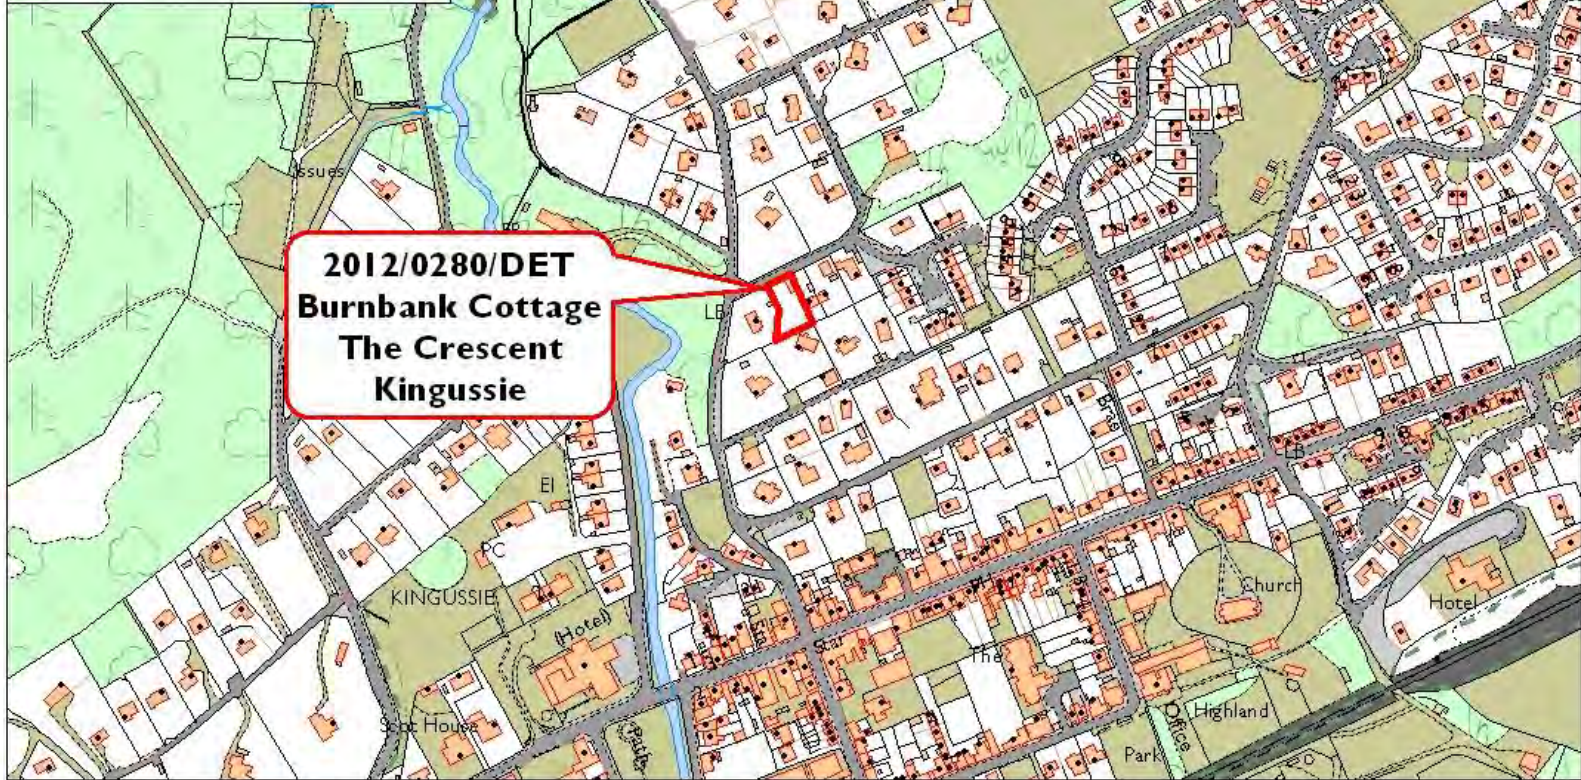 Issues
2012/0280/DET
Burnbank Cottage
The Crescent
Kingussie
LB
LB
El
PC
KINGUSSIE
Church
Hotel
(Hotel)
The
Scot House
Highland
(Path)
Office
Park